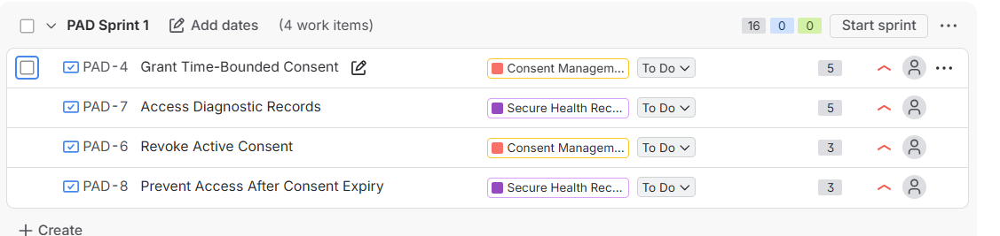 PAD Sprint 1 Add dates (4 work items) 16 0 0 Start sprint
PAD-4 Grant Time-Bounded Consent Consent Managem... To Do 5
PAD-7 Access Diagnostic Records Secure Health Rec... To Do 5
PAD-6 Revoke Active Consent Consent Managem... To Do 3
PAD-8 Prevent Access After Consent Expiry Secure Health Rec... To Do 3
Create